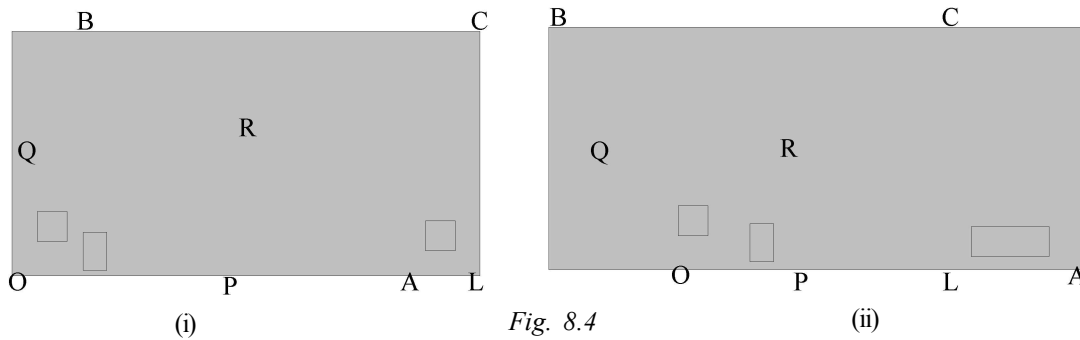 B C B C
R R
Q Q
O P A L O P L A
(i) Fig. 8.4 (ii)